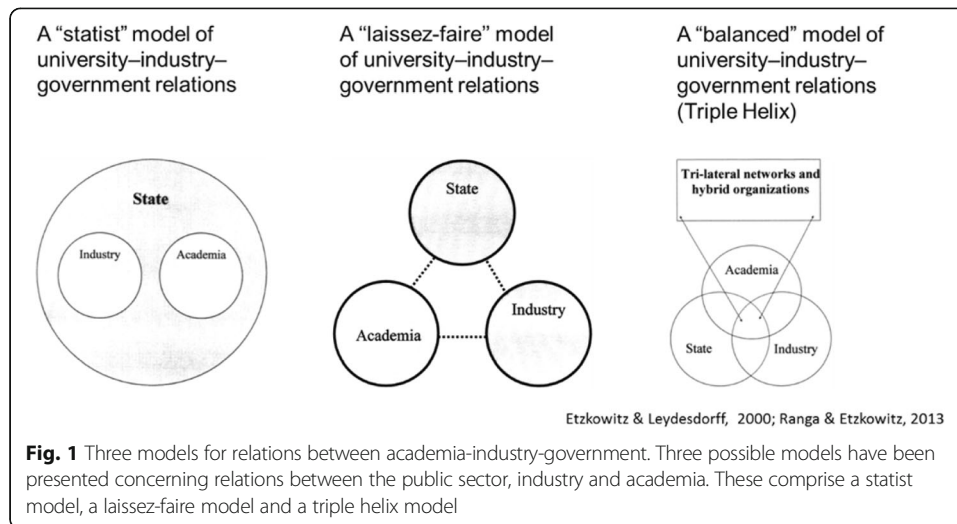 A “statist” model of
university–industry–
government relations
A “laissez-faire” model
of university–industry–
government relations
A “balanced” model of
university–industry–
government relations
(Triple Helix)
State
Industry
Academia
State
Academia
Industry
Tri-lateral networks and
hybrid organizations
Academia
State
Industry
Etzkowitz & Leydesdorff, 2000; Ranga & Etzkowitz, 2013
Fig. 1 Three models for relations between academia-industry-government. Three possible models have been
presented concerning relations between the public sector, industry and academia. These comprise a statist
model, a laissez-faire model and a triple helix model